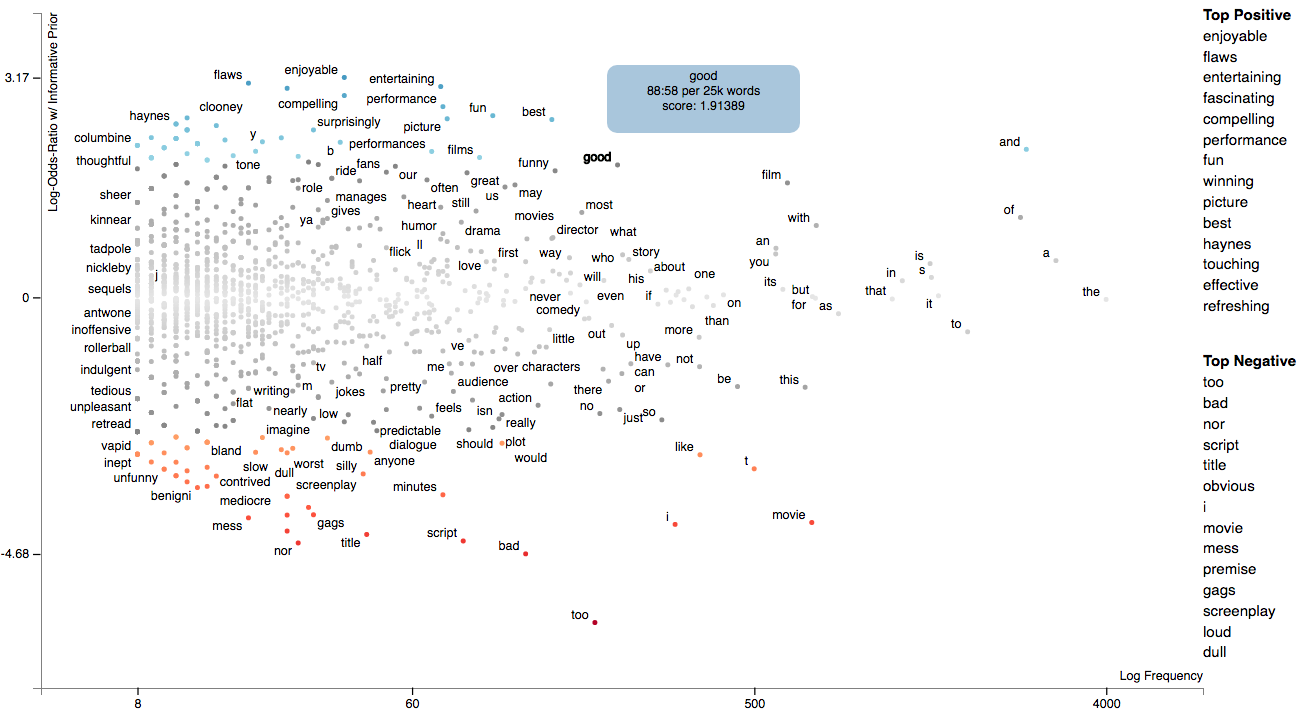 Log-Odds-Ratio w/ Informative Prior
3.17
0
-4.68
good
88:58 per 25k words
score: 1.91389
flaws
enjoyable
entertaining
clooney
compelling
performance
fun
best
haynes
surprisingly
picture
columbine
y
b
performances
films
and
thoughtful
tone
fans
ride
our
funny
good
film
role
often
great
us
may
sheer
manages
heart
still
most
kinnear
ya
gives
movies
with
of
humor
drama
director
what
tadpole
flick
ll
first
way
who
story
an
is
a
nickleby
j
love
will
his
about
one
you
s
in
sequels
never
even
if
on
its
but
that
it
the
antwone
comedy
than
for
as
to
inoffensive
little
out
more
rollerball
ve
up
have
not
indulgent
tv
half
me
over
characters
can
be
this
tedious
writing
m
jokes
pretty
audience
there
or
unpleasant
flat
nearly
low
feels
isn
action
no
just
so
retread
imagine
predictable
really
vapid
bland
dumb
dialogue
should
plot
like
inept
slow
worst
silly
anyone
would
t
unfunny
contrived
dull
screenplay
benigni
mediocre
minutes
mess
gags
i
movie
nor
title
script
bad
too
Log Frequency
8
60
500
4000
Top Positive
enjoyable
flaws
entertaining
fascinating
compelling
performance
fun
winning
picture
best
haynes
touching
effective
refreshing
Top Negative
too
bad
nor
script
title
obvious
i
movie
mess
premise
gags
screenplay
loud
dull